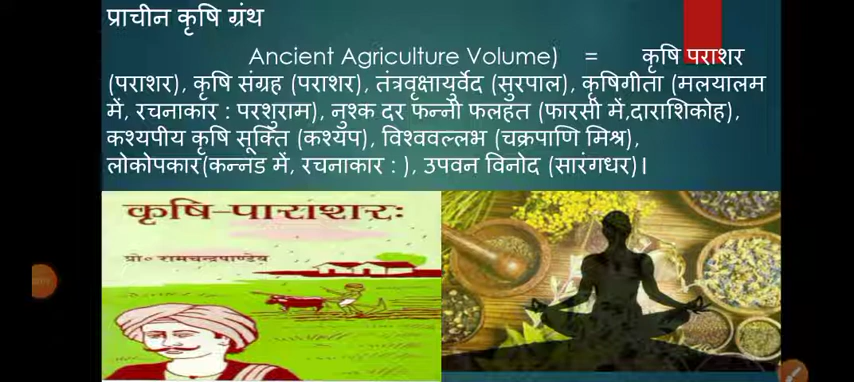 प्राचीन कृषि ग्रंथ
Ancient Agriculture Volume) = कृषि पराशर
(पराशर), कृषि संग्रह (पराशर), तंत्रवृक्षायुर्वेद (सुरपाल), कृषिगीता (मलयालम
में, रचनाकार : परशुराम), नुश्क दर फन्नी फलहत (फारसी में,दाराशिकोह),
कश्यपीय कृषि सूक्ति (कश्यप), विश्ववल्लभ (चक्रपाणि मिश्र),
लोकोपकार(कन्नड में, रचनाकार : ), उपवन विनोद (सारंगधर)।
कृषि-पाराशरः
प्रो० रामचन्द्रपाण्डेय